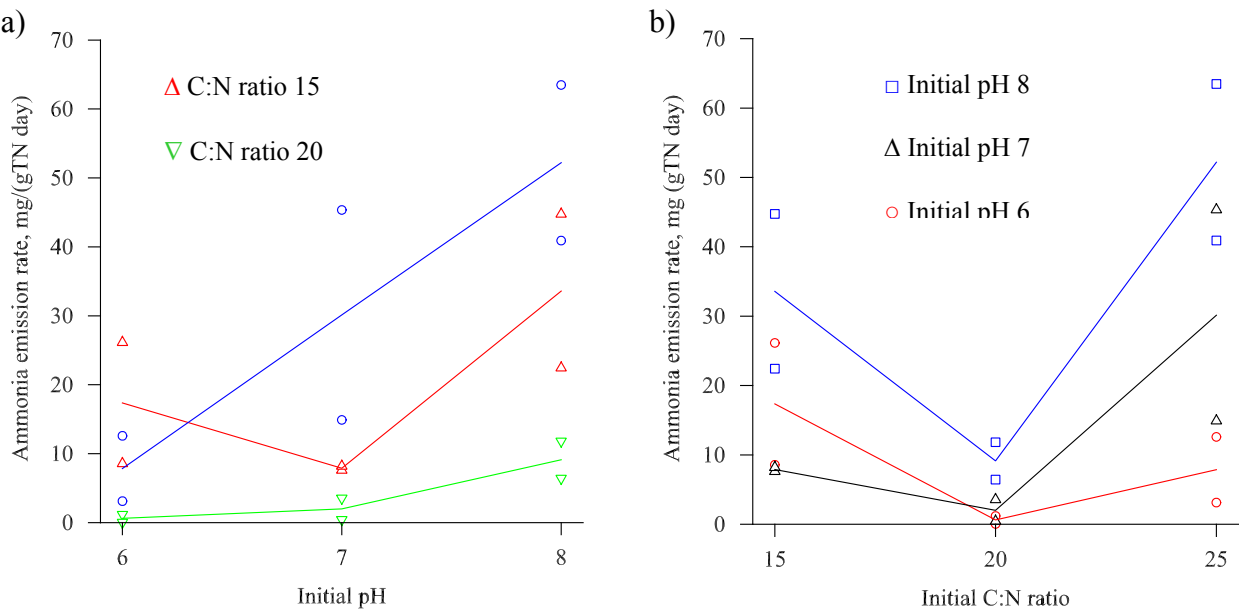 a)
Ammonia emission rate, mg/(gTN day)
70
60
50
40
30
20
10
0
C:N ratio 15
C:N ratio 20
6 7 8
Initial pH
b)
Ammonia emission rate, mg (gTN day)
70
60
50
40
30
20
10
0
Initial pH 8
Initial pH 7
Initial pH 6
15 20 25
Initial C:N ratio